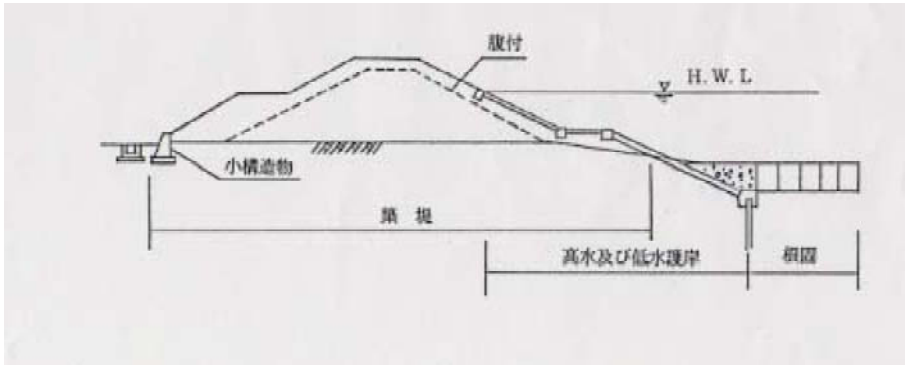 腹付
H. W. L
小構造物
築 堤
高水及び低水護岸
根固